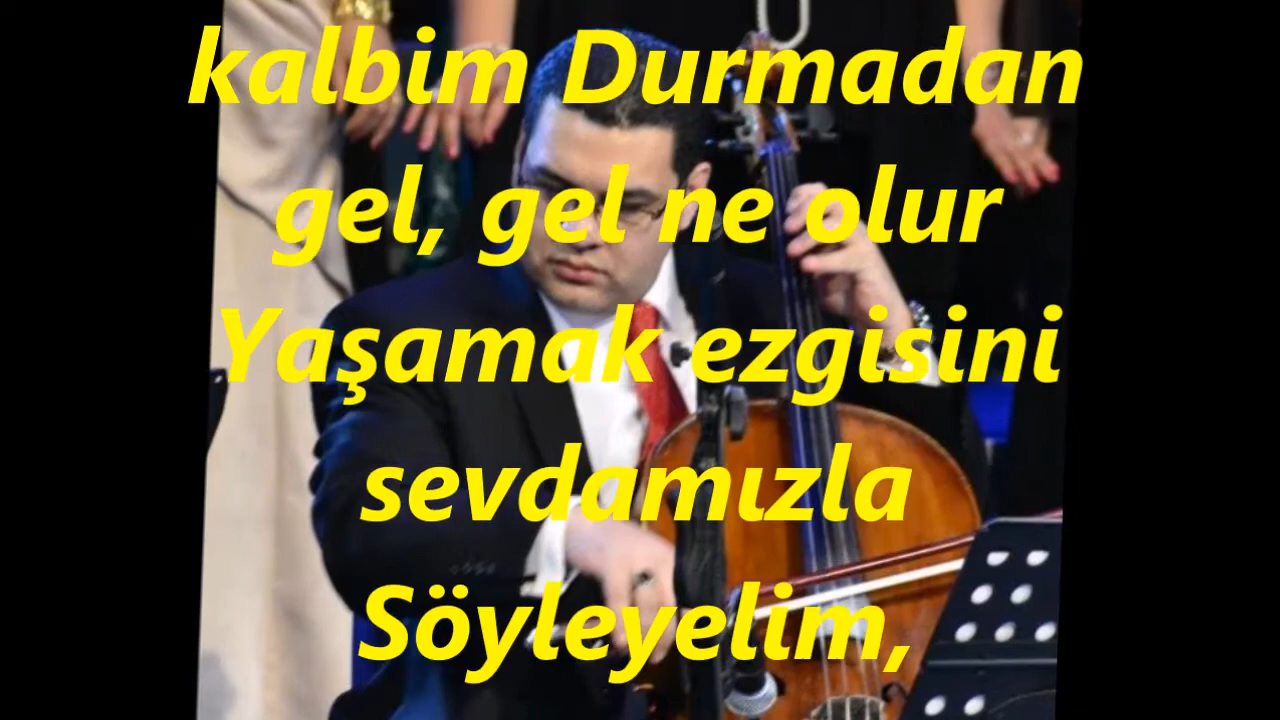 kalbim Durmadan
gel, gel ne olur
Yaşamak ezgisini
sevdamızla
Söyleyelim,